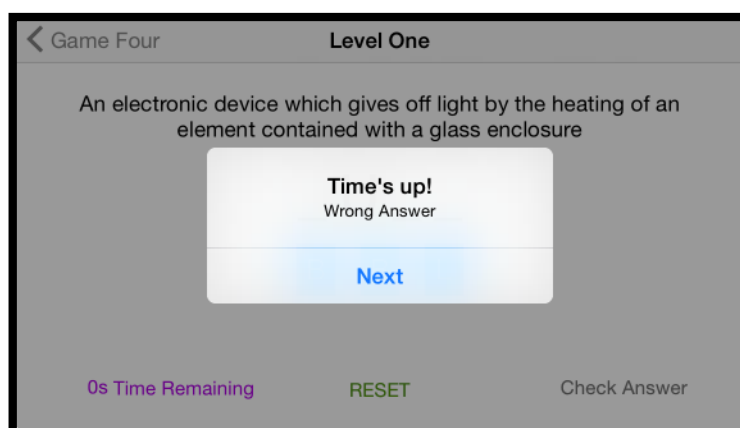 Game Four
Level One
An electronic device which gives off light by the heating of an
element contained with a glass enclosure
Time's up!
Wrong Answer
Next
0s Time Remaining
RESET
Check Answer